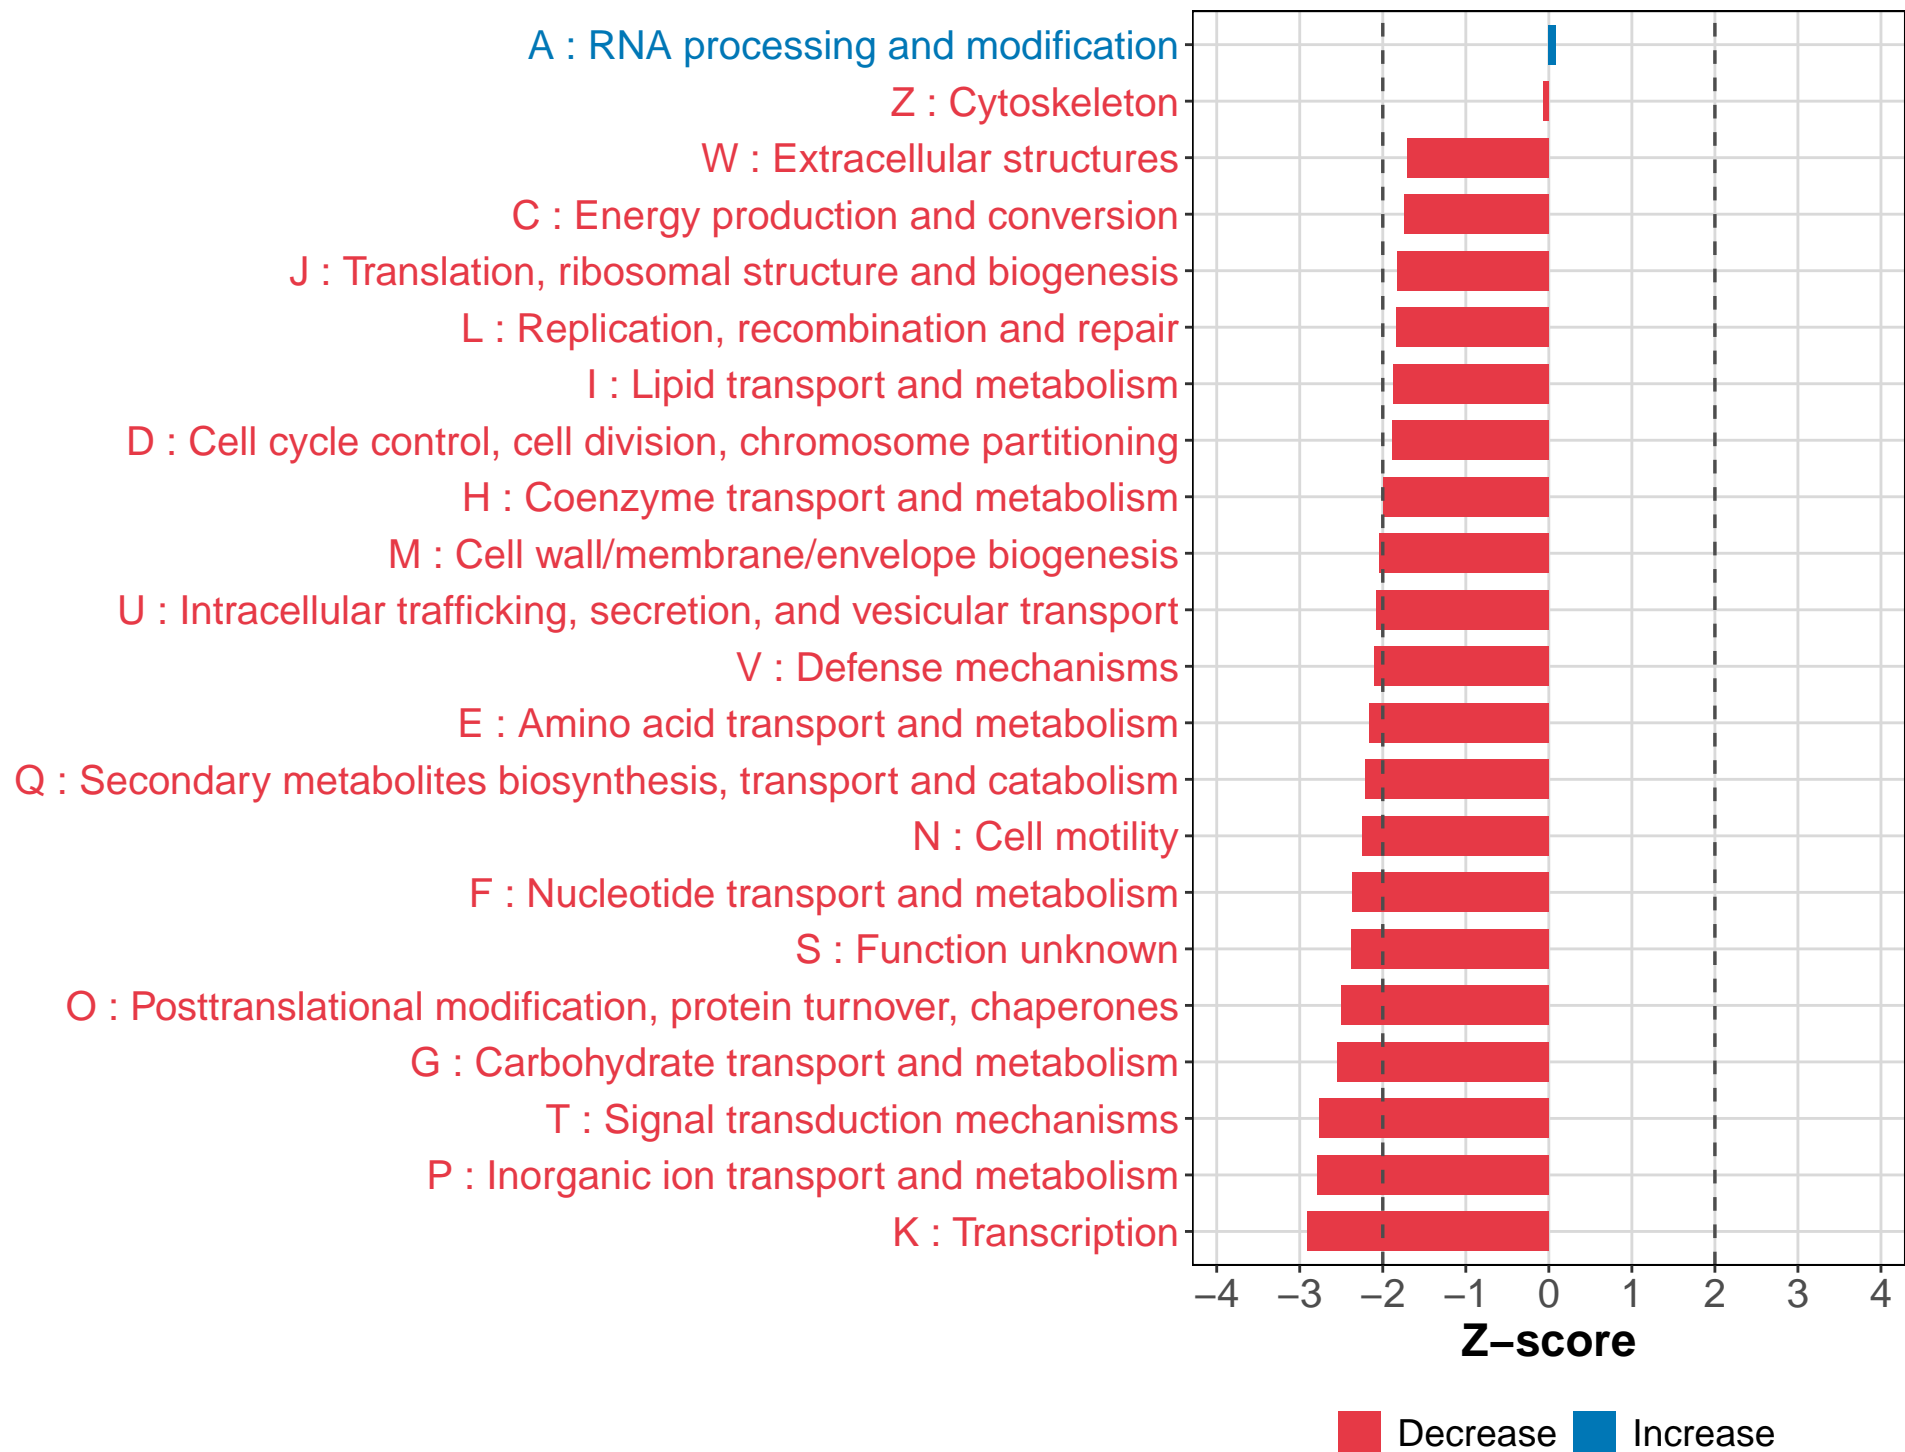 A : RNA processing and modification
Z : Cytoskeleton
W : Extracellular structures
C : Energy production and conversion
J : Translation, ribosomal structure and biogenesis
L : Replication, recombination and repair
I : Lipid transport and metabolism
D : Cell cycle control, cell division, chromosome partitioning
H : Coenzyme transport and metabolism
M : Cell wall/membrane/envelope biogenesis
U : Intracellular trafficking, secretion, and vesicular transport
V : Defense mechanisms
E : Amino acid transport and metabolism
Q : Secondary metabolites biosynthesis, transport and catabolism
N : Cell motility
F : Nucleotide transport and metabolism
S : Function unknown
O : Posttranslational modification, protein turnover, chaperones
G : Carbohydrate transport and metabolism
T : Signal transduction mechanisms
P : Inorganic ion transport and metabolism
K : Transcription
−4 −3 −2 −1 0 1 2 3 4
Z−score
Decrease Increase